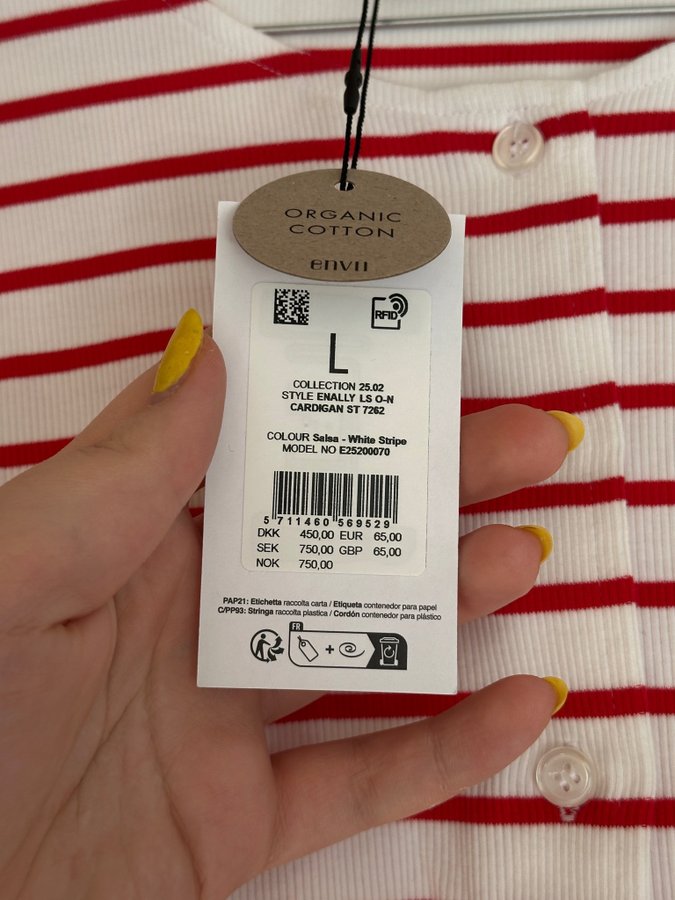 ORGANIC
COTTON
envii
RFID
L
COLLECTION 25.02
STYLE ENALLY LS O-N
CARDIGAN ST 7262
COLOUR Salsa - White Stripe
MODEL NO E25200070
5 711460 569529
DKK 450,00 EUR 65,00
SEK 750,00 GBP 65,00
NOK 750,00
PAP21: Etichetta raccolta carta / Etiqueta contenedor para papel
C/PP93: Stringa raccolta plastica / Cordón contenedor para plástico
FR
+